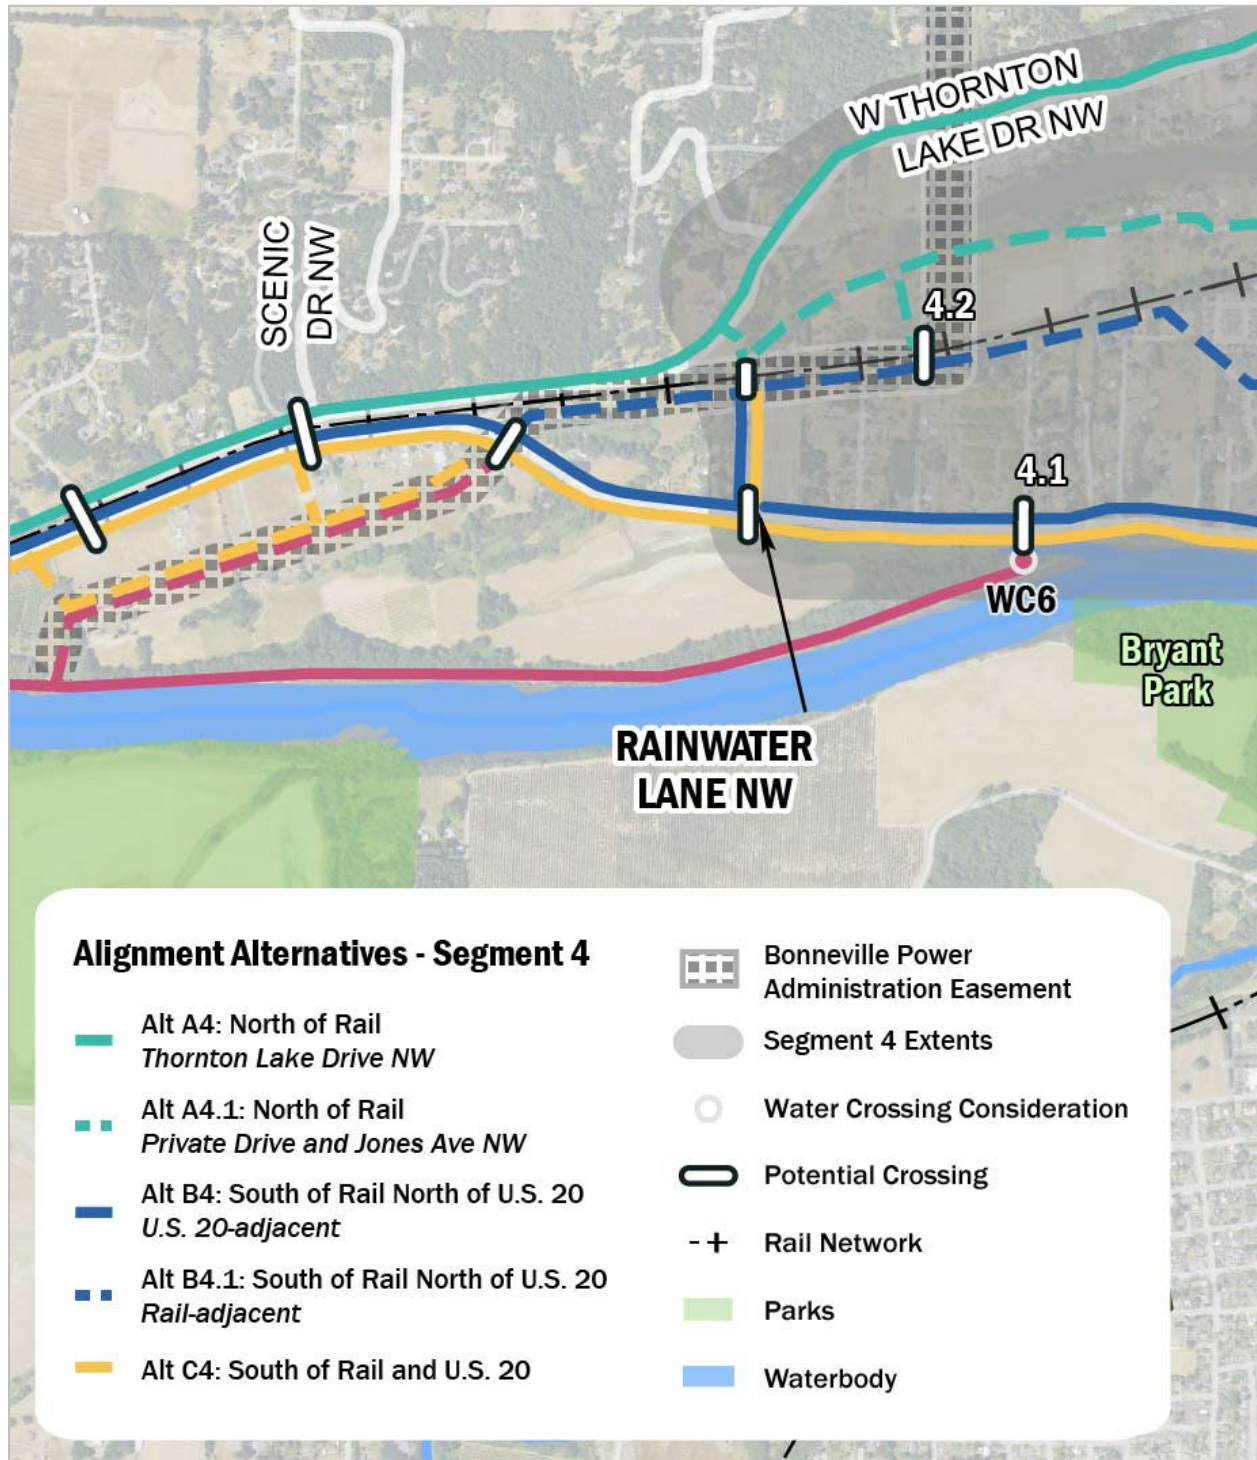 W THORNTON
LAKE DR NW
SCENIC
DR NW
4.2
4.1
WC6
Bryant
Park
RAINWATER
LANE NW
Alignment Alternatives - Segment 4
Alt A4: North of Rail
Thornton Lake Drive NW
Alt A4.1: North of Rail
Private Drive and Jones Ave NW
Alt B4: South of Rail North of U.S. 20
U.S. 20-adjacent
Alt B4.1: South of Rail North of U.S. 20
Rail-adjacent
Alt C4: South of Rail and U.S. 20
Bonneville Power
Administration Easement
Segment 4 Extents
Water Crossing Consideration
Potential Crossing
Rail Network
Parks
Waterbody